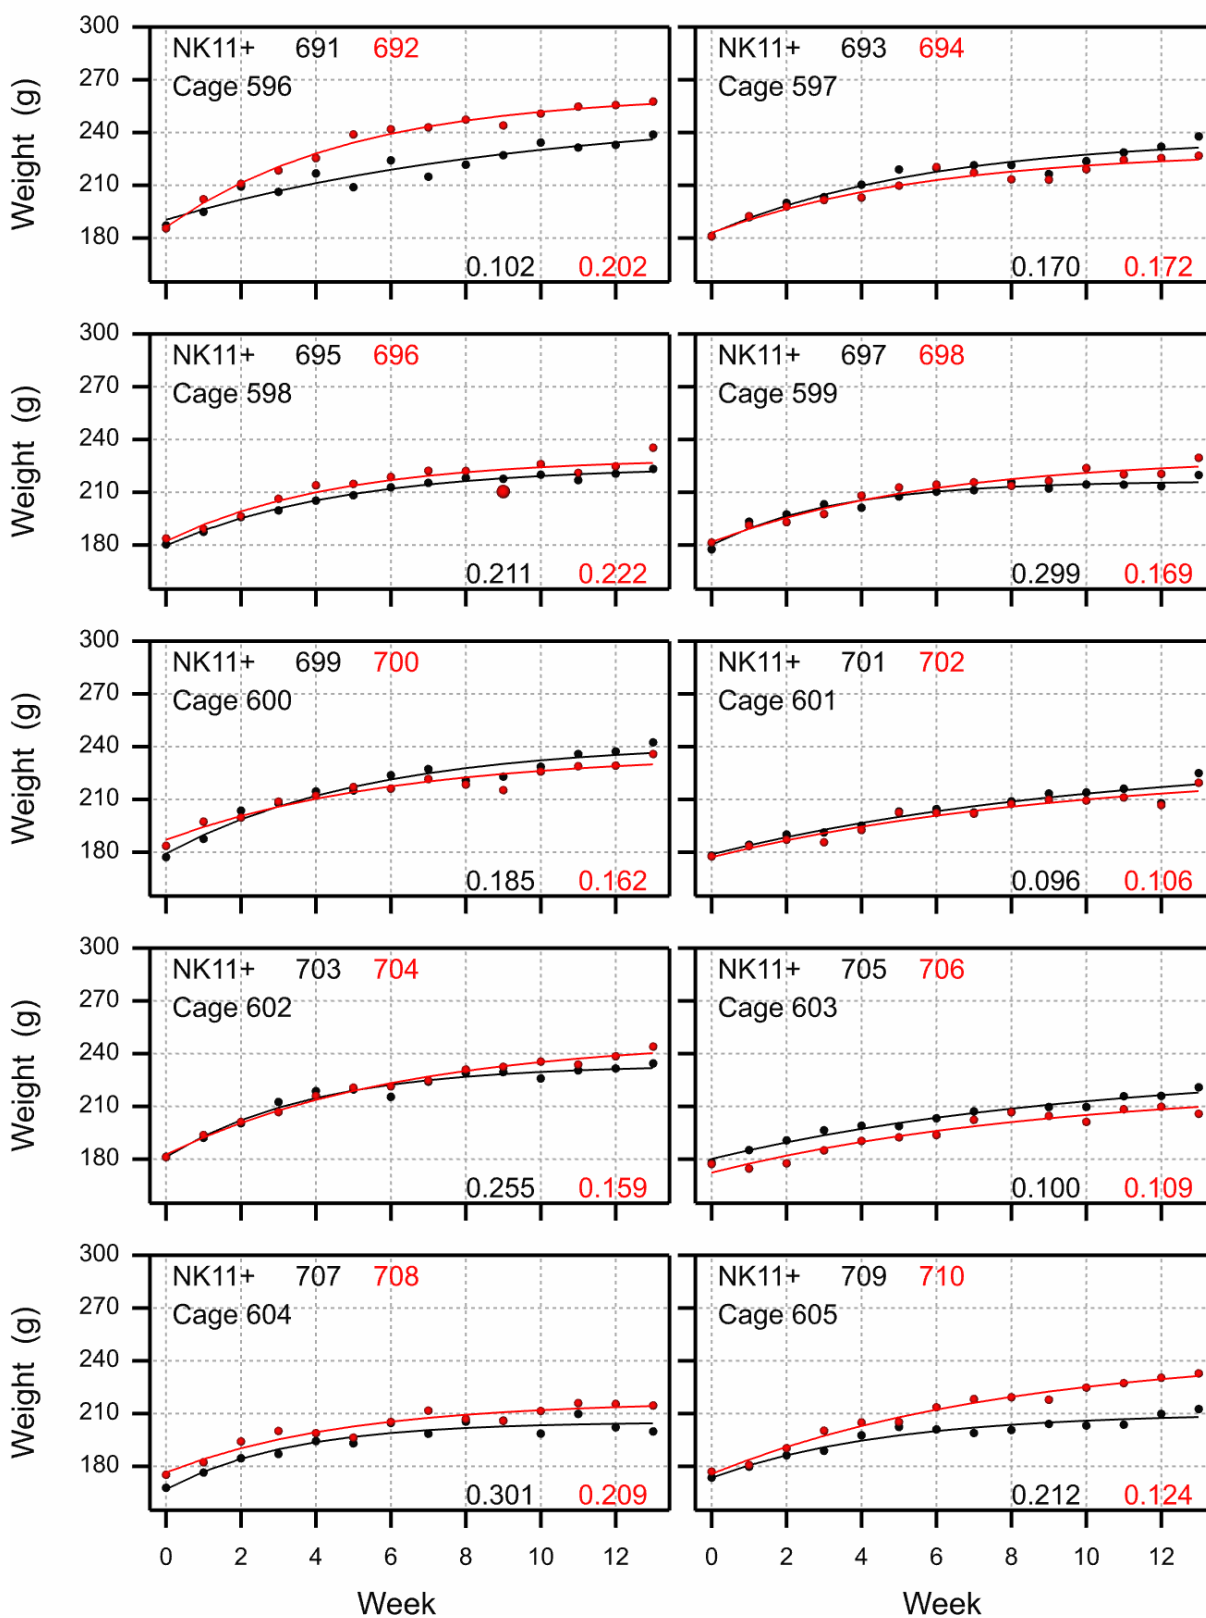 300
270
240
210
180
Weight (g)
NK11+ 691 692
Cage 596
0.102 0.202
NK11+ 693 694
Cage 597
0.170 0.172
300
270
240
210
180
Weight (g)
NK11+ 695 696
Cage 598
0.211 0.222
NK11+ 697 698
Cage 599
0.299 0.169
300
270
240
210
180
Weight (g)
NK11+ 699 700
Cage 600
0.185 0.162
NK11+ 701 702
Cage 601
0.096 0.106
300
270
240
210
180
Weight (g)
NK11+ 703 704
Cage 602
0.255 0.159
NK11+ 705 706
Cage 603
0.100 0.109
300
270
240
210
180
Weight (g)
NK11+ 707 708
Cage 604
0.301 0.209
NK11+ 709 710
Cage 605
0.212 0.124
0 2 4 6 8 10 12
0 2 4 6 8 10 12
Week
Week